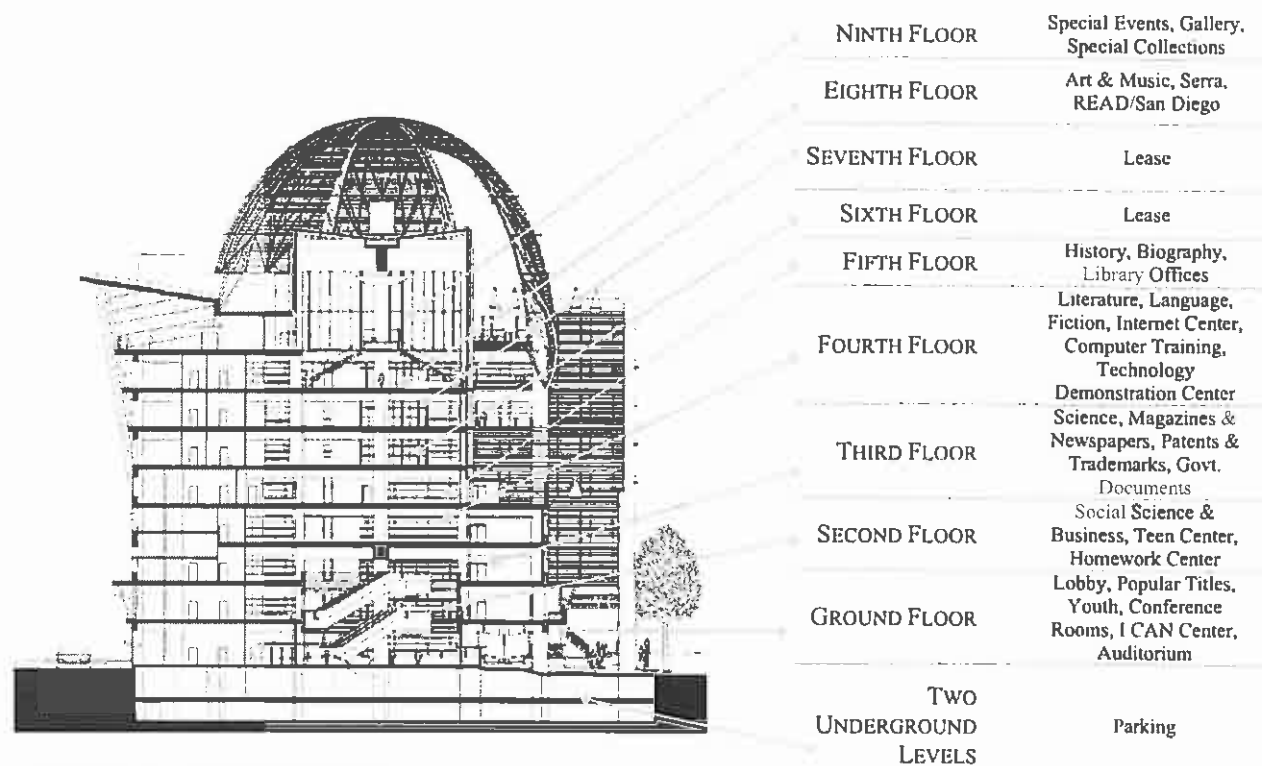 NINTH FLOOR
Special Events, Gallery,
Special Collections
EIGHTH FLOOR
Art & Music, Serra,
READ/San Diego
SEVENTH FLOOR
Lease
SIXTH FLOOR
Lease
FIFTH FLOOR
History, Biography,
Library Offices
FOURTH FLOOR
Literature, Language,
Fiction, Internet Center,
Computer Training,
Technology
Demonstration Center
THIRD FLOOR
Science, Magazines &
Newspapers, Patents &
Trademarks, Govt.
Documents
SECOND FLOOR
Social Science &
Business, Teen Center,
Homework Center
GROUND FLOOR
Lobby, Popular Titles,
Youth, Conference
Rooms, I CAN Center,
Auditorium
TWO
UNDERGROUND
LEVELS
Parking